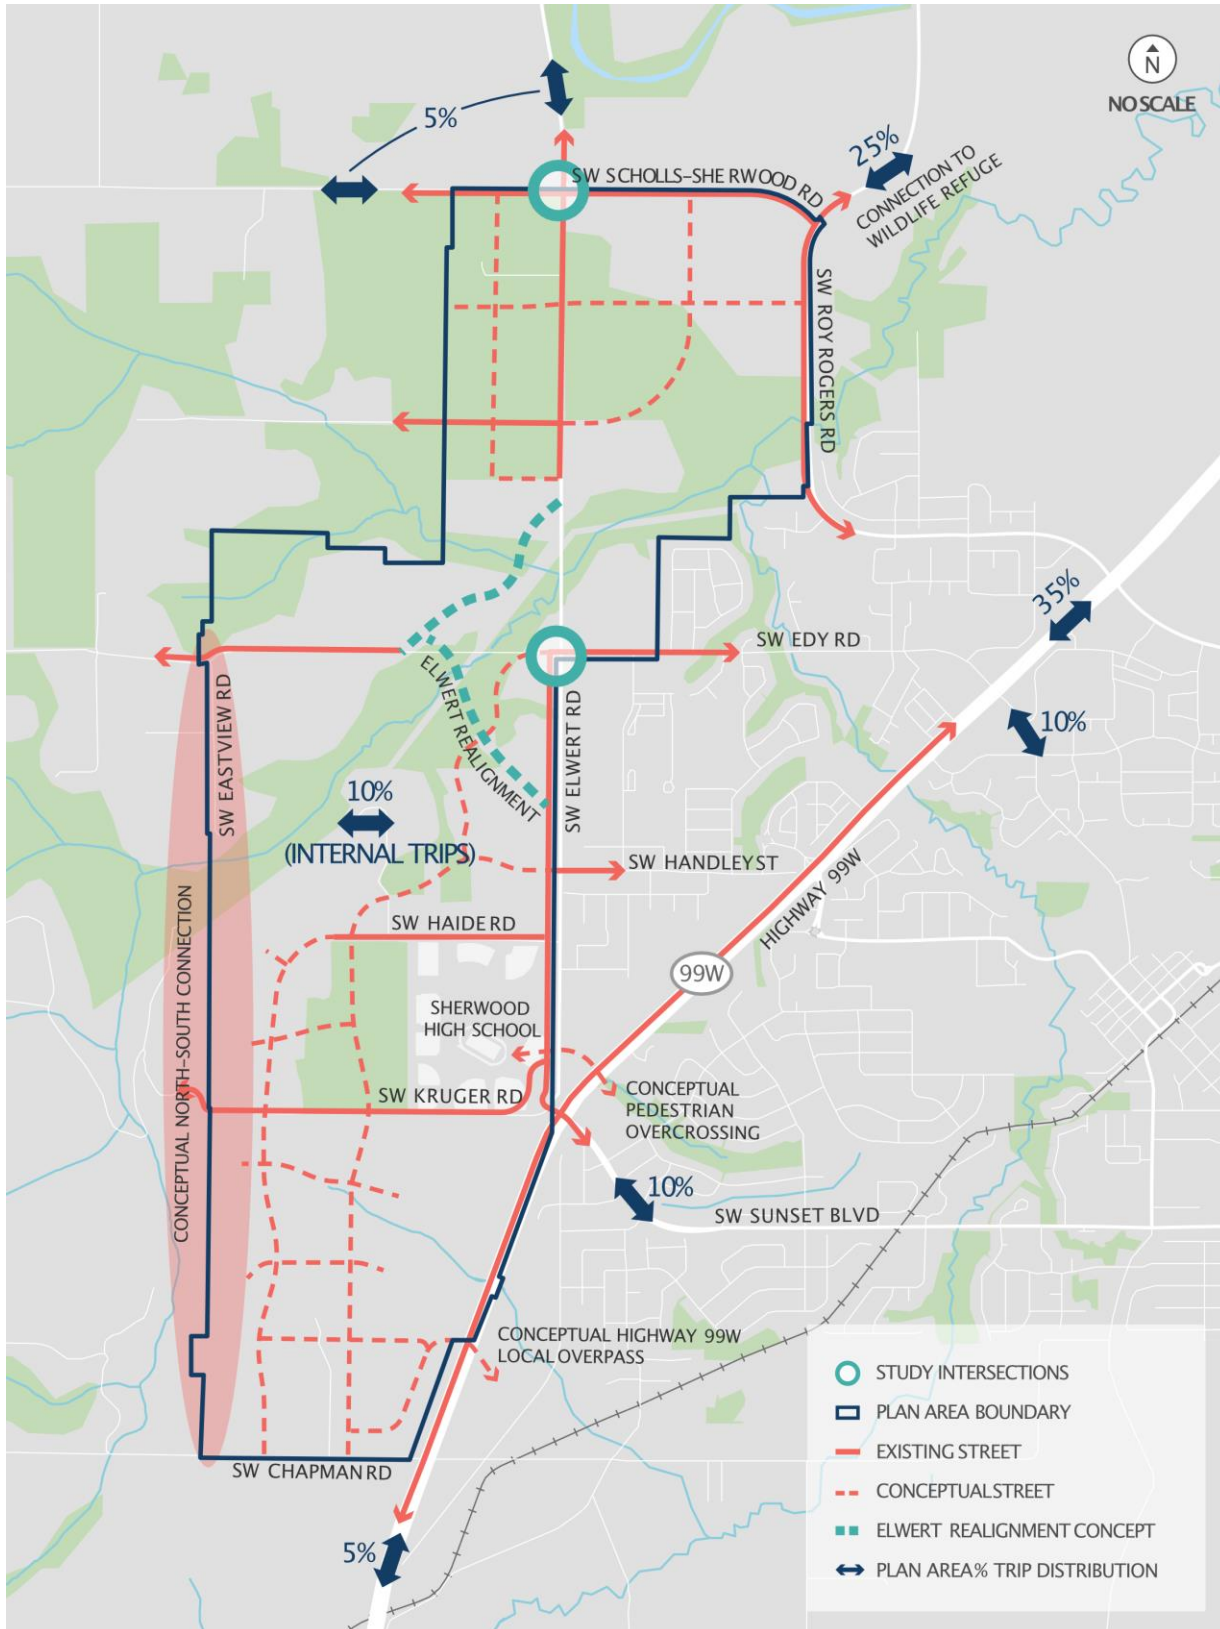 N
NO SCALE
5%
25%
SW SCHOLLS-SHERWOOD RD
CONNECTION TO
WILDLIFE REFUGE
SW ROY ROGERS RD
35%
SW EDY RD
ELWERT REALIGNMENT
SW EASTVIEW RD
SW ELWERT RD
10%
10%
(INTERNAL TRIPS)
SW HANDLEY ST
HIGHWAY 99W
SW HAIDE RD
99W
CONCEPTUAL NORTH-SOUTH CONNECTION
SHERWOOD
HIGH SCHOOL
SW KRUGER RD
CONCEPTUAL
PEDESTRIAN
OVERCROSSING
10%
SW SUNSET BLVD
CONCEPTUAL HIGHWAY 99W
LOCAL OVERPASS
SW CHAPMAN RD
5%
STUDY INTERSECTIONS
PLAN AREA BOUNDARY
EXISTING STREET
CONCEPTUAL STREET
ELWERT REALIGNMENT CONCEPT
PLAN AREA % TRIP DISTRIBUTION